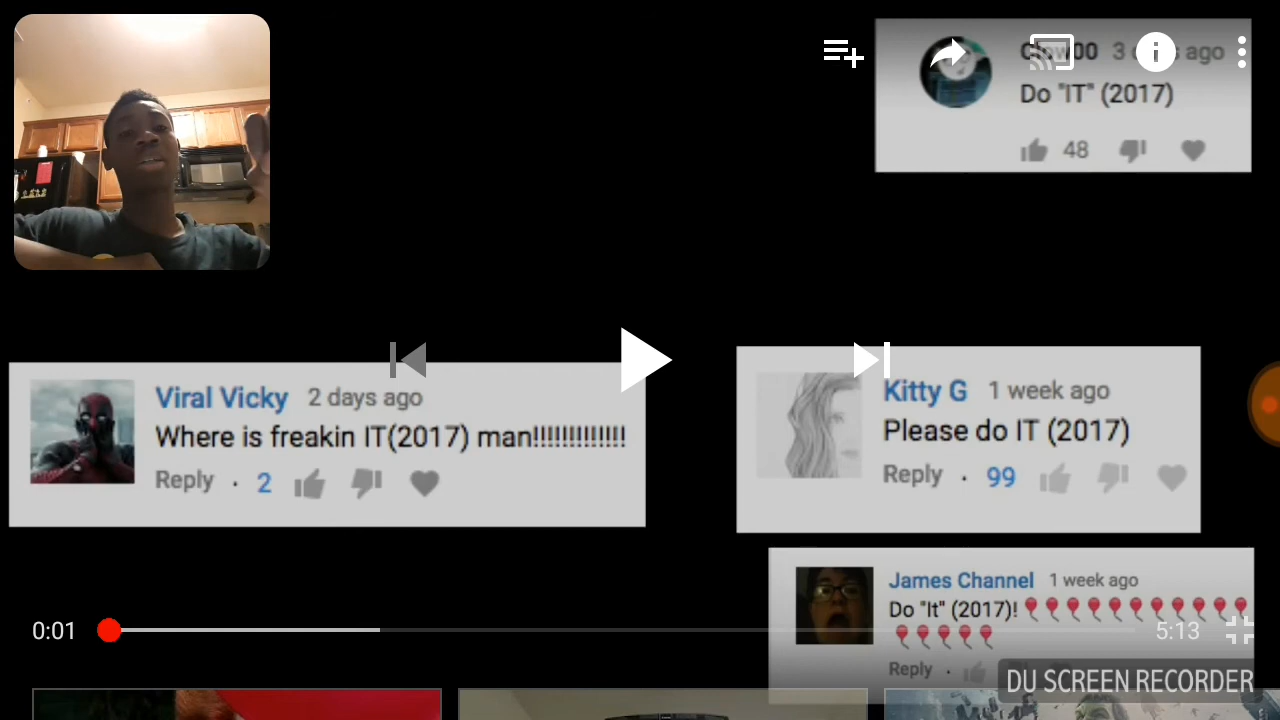 3 days ago
Do "IT" (2017)
48
Viral Vicky 2 days ago
Where is freakin IT(2017) man!!!!!!!!!!!!!
Reply · 2
Kitty G 1 week ago
Please do IT (2017)
Reply · 99
James Channel 1 week ago
Do "It" (2017)! 🎈🎈🎈🎈🎈🎈🎈🎈🎈🎈🎈
🎈🎈🎈🎈🎈
0:01
5:13
Reply ·
DU SCREEN RECORDER